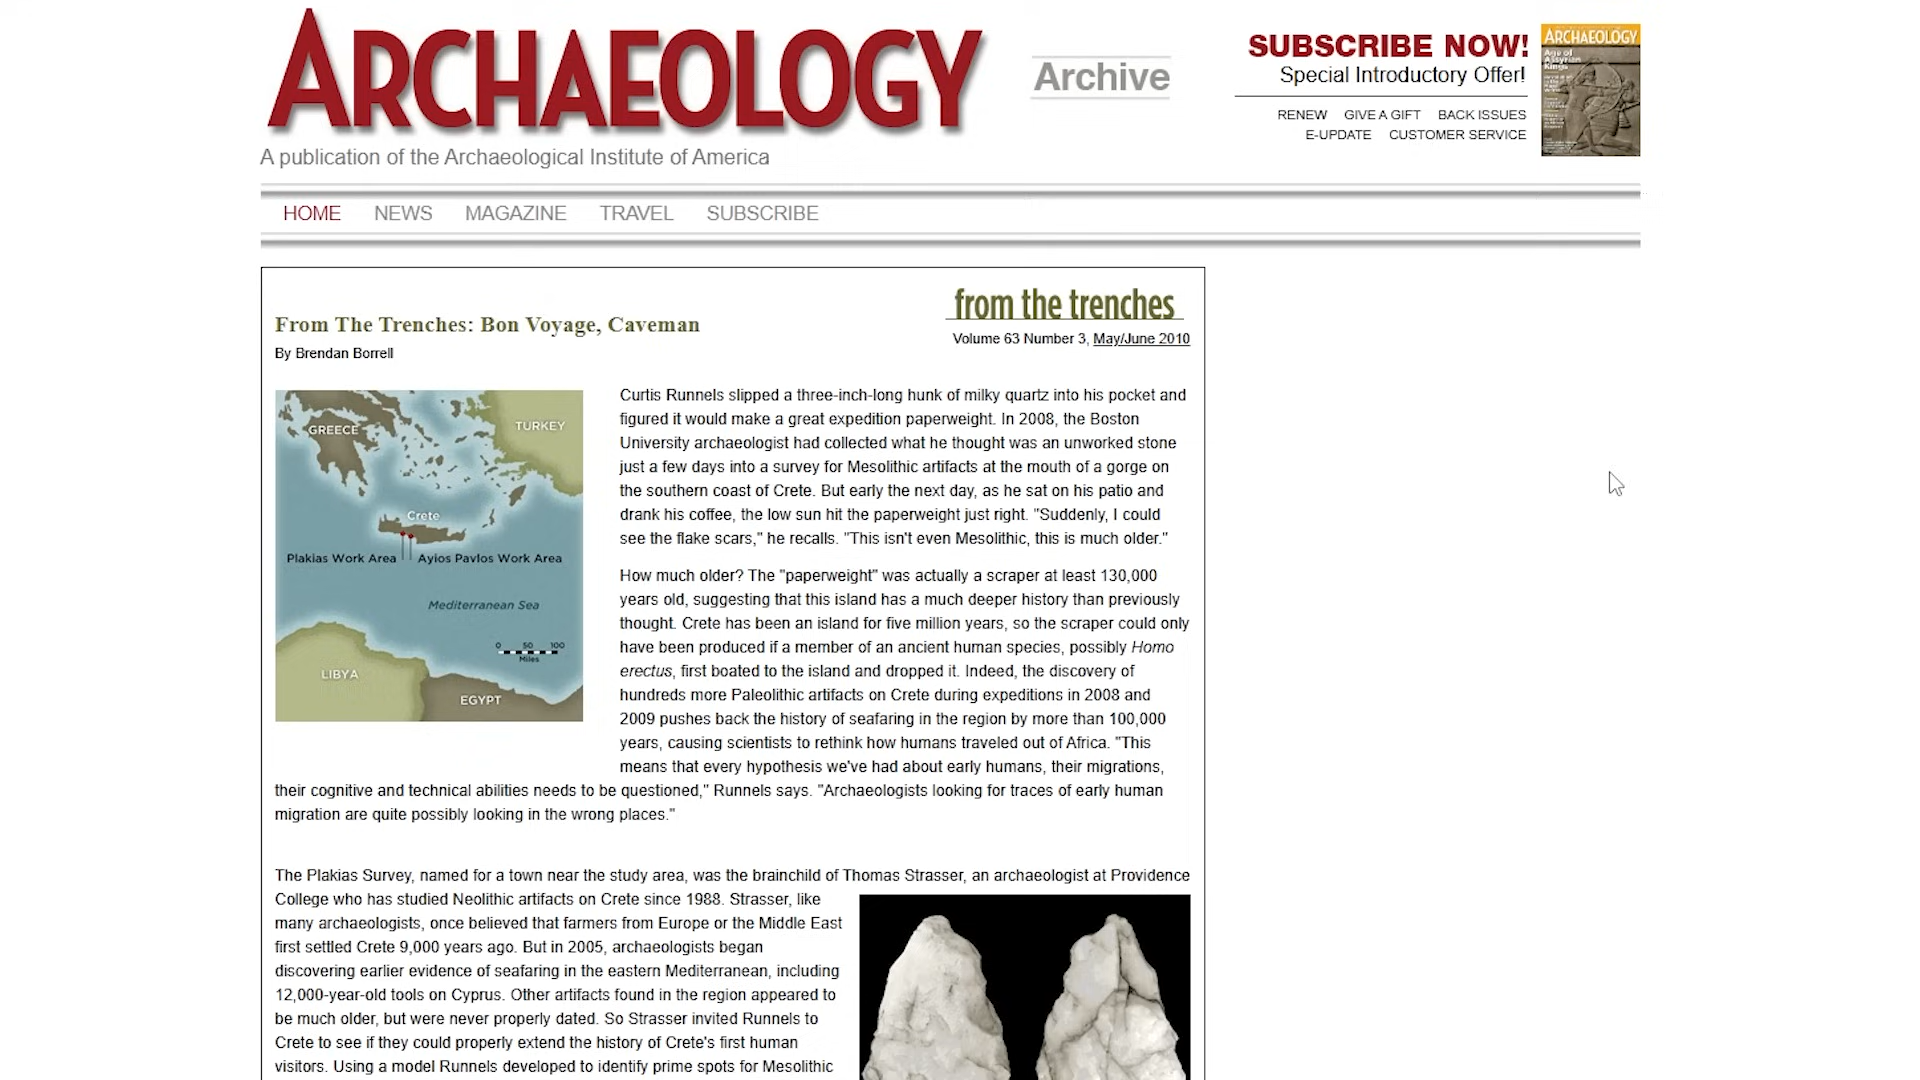 ARCHAEOLOGY
Archive
SUBSCRIBE NOW!
Special Introductory Offer!
RENEW GIVE A GIFT BACK ISSUES
E-UPDATE CUSTOMER SERVICE
ARCHAEOLOGY
Age of
Assyrian
Kings
A publication of the Archaeological Institute of America
HOME NEWS MAGAZINE TRAVEL SUBSCRIBE
from the trenches
From The Trenches: Bon Voyage, Caveman
Volume 63 Number 3, May/June 2010
By Brendan Borrell
GREECE
TURKEY
Crete
Plakias Work Area
Ayios Pavlos Work Area
Mediterranean Sea
0 50 100
Miles
LIBYA
EGYPT
Curtis Runnels slipped a three-inch-long hunk of milky quartz into his pocket and
figured it would make a great expedition paperweight. In 2008, the Boston
University archaeologist had collected what he thought was an unworked stone
just a few days into a survey for Mesolithic artifacts at the mouth of a gorge on
the southern coast of Crete. But early the next day, as he sat on his patio and
drank his coffee, the low sun hit the paperweight just right. "Suddenly, I could
see the flake scars," he recalls. "This isn't even Mesolithic, this is much older."
How much older? The "paperweight" was actually a scraper at least 130,000
years old, suggesting that this island has a much deeper history than previously
thought. Crete has been an island for five million years, so the scraper could only
have been produced if a member of an ancient human species, possibly Homo
erectus, first boated to the island and dropped it. Indeed, the discovery of
hundreds more Paleolithic artifacts on Crete during expeditions in 2008 and
2009 pushes back the history of seafaring in the region by more than 100,000
years, causing scientists to rethink how humans traveled out of Africa. "This
means that every hypothesis we've had about early humans, their migrations,
their cognitive and technical abilities needs to be questioned," Runnels says. "Archaeologists looking for traces of early human
migration are quite possibly looking in the wrong places."
The Plakias Survey, named for a town near the study area, was the brainchild of Thomas Strasser, an archaeologist at Providence
College who has studied Neolithic artifacts on Crete since 1988. Strasser, like
many archaeologists, once believed that farmers from Europe or the Middle East
first settled Crete 9,000 years ago. But in 2005, archaeologists began
discovering earlier evidence of seafaring in the eastern Mediterranean, including
12,000-year-old tools on Cyprus. Other artifacts found in the region appeared to
be much older, but were never properly dated. So Strasser invited Runnels to
Crete to see if they could properly extend the history of Crete's first human
visitors. Using a model Runnels developed to identify prime spots for Mesolithic